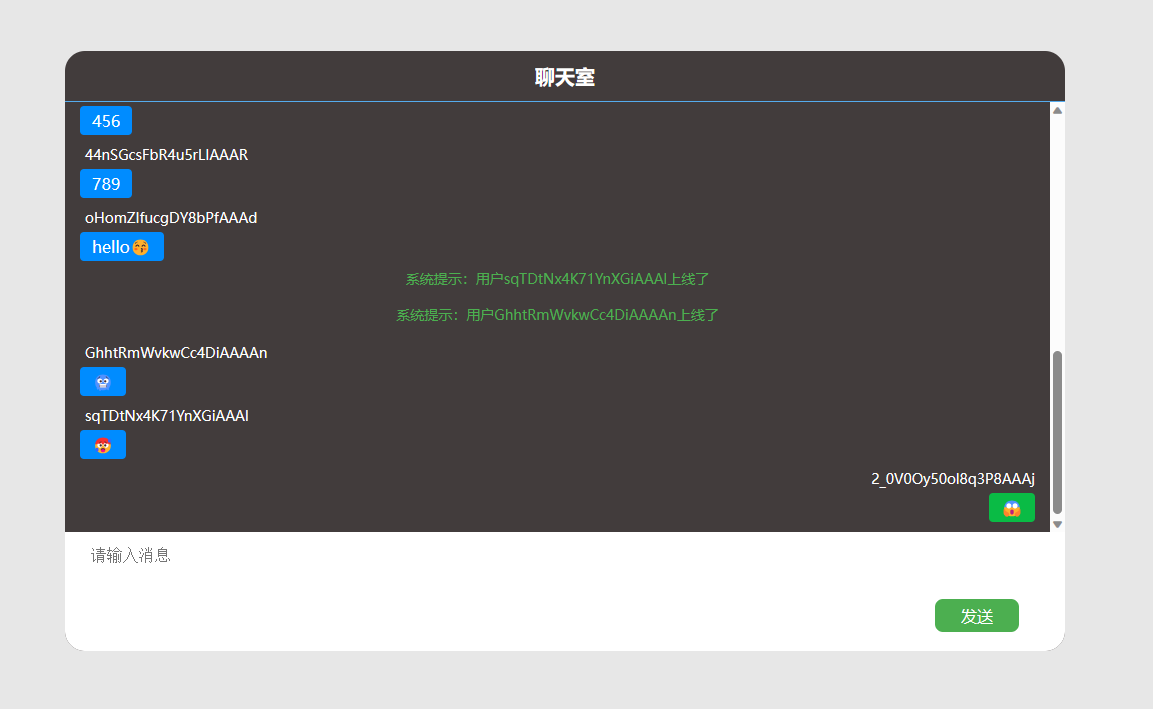 聊天室
456
44nSGcsFbR4u5rLIAAAR
789
oHomZIfucgDY8bPfAAAd
hello😚
系统提示：用户sqTDtNx4K71YnXGiAAAl上线了
系统提示：用户GhhtRmWvkwCc4DiAAAAn上线了
GhhtRmWvkwCc4DiAAAAn
sqTDtNx4K71YnXGiAAAl
2_0V0Oy50ol8q3P8AAAj
😱
请输入消息
发送